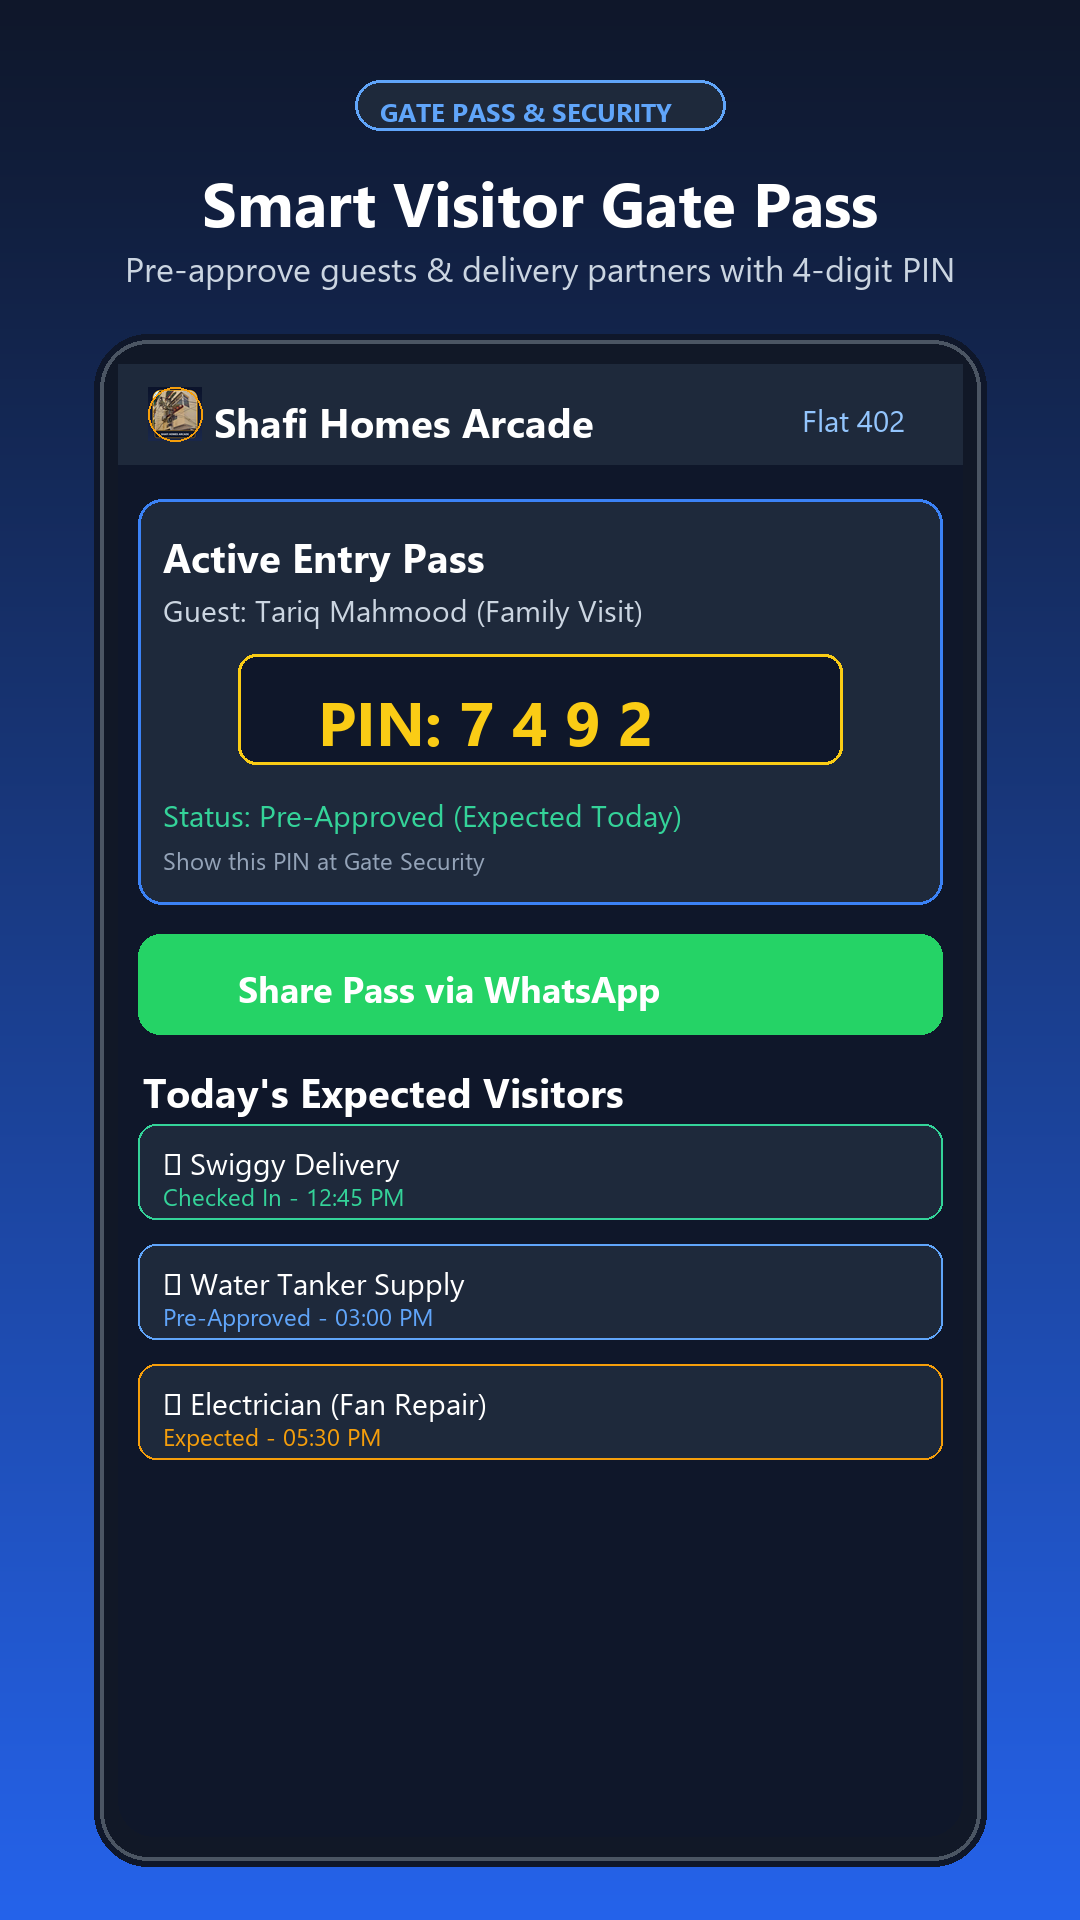 GATE PASS & SECURITY
Smart Visitor Gate Pass
Pre-approve guests & delivery partners with 4-digit PIN
Shafi Homes Arcade
Flat 402
Active Entry Pass
Guest: Tariq Mahmood (Family Visit)
PIN: 7 4 9 2
Status: Pre-Approved (Expected Today)
Show this PIN at Gate Security
Share Pass via WhatsApp
Today's Expected Visitors
Swiggy Delivery
Checked In - 12:45 PM
Water Tanker Supply
Pre-Approved - 03:00 PM
Electrician (Fan Repair)
Expected - 05:30 PM